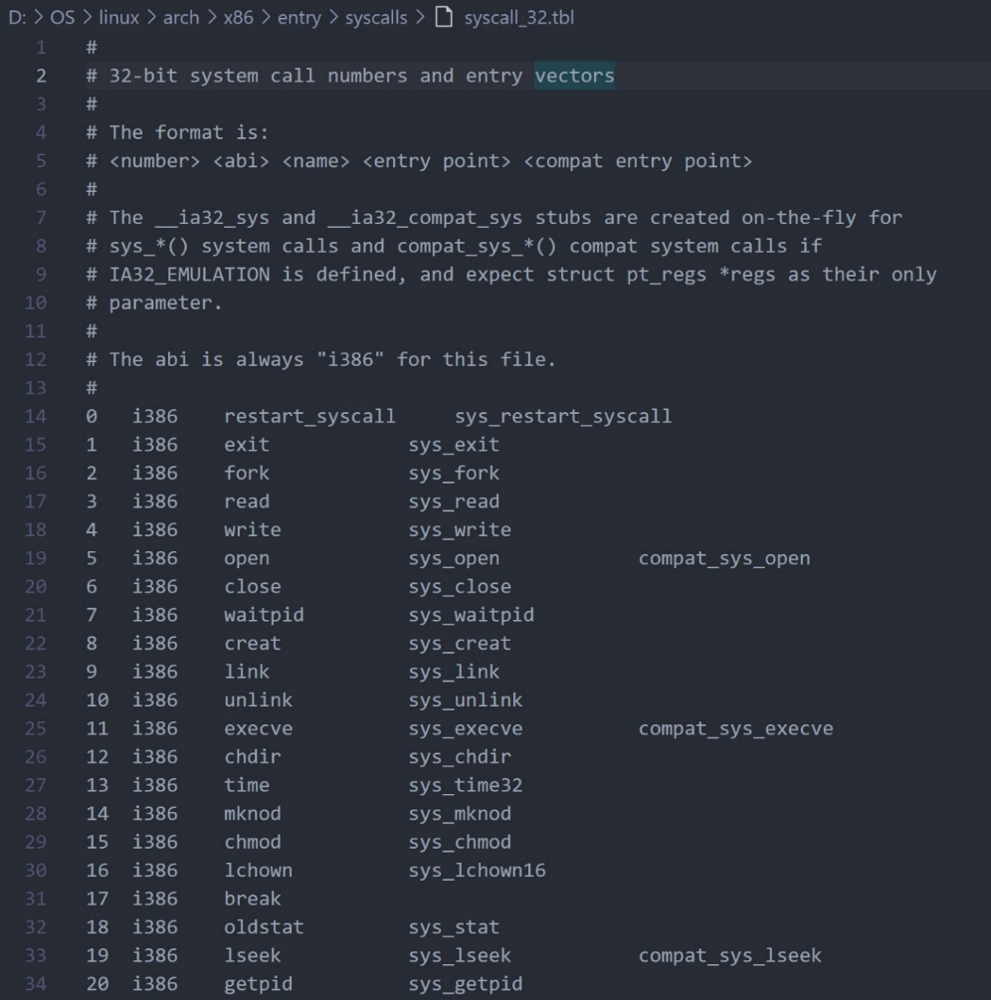 D: > OS > linux > arch > x86 > entry > syscalls > syscall_32.tbl
1 #
2 # 32-bit system call numbers and entry vectors
3 #
4 # The format is:
5 # <number> <abi> <name> <entry point> <compat entry point>
6 #
7 # The __ia32_sys and __ia32_compat_sys stubs are created on-the-fly for
8 # sys_*() system calls and compat_sys_*() compat system calls if
9 # IA32_EMULATION is defined, and expect struct pt_regs *regs as their only
10 # parameter.
11 #
12 # The abi is always "i386" for this file.
13 #
14 0 i386 restart_syscall sys_restart_syscall
15 1 i386 exit sys_exit
16 2 i386 fork sys_fork
17 3 i386 read sys_read
18 4 i386 write sys_write
19 5 i386 open sys_open compat_sys_open
20 6 i386 close sys_close
21 7 i386 waitpid sys_waitpid
22 8 i386 creat sys_creat
23 9 i386 link sys_link
24 10 i386 unlink sys_unlink
25 11 i386 execve sys_execve compat_sys_execve
26 12 i386 chdir sys_chdir
27 13 i386 time sys_time32
28 14 i386 mknod sys_mknod
29 15 i386 chmod sys_chmod
30 16 i386 lchown sys_lchown16
31 17 i386 break
32 18 i386 oldstat sys_stat
33 19 i386 lseek sys_lseek compat_sys_lseek
34 20 i386 getpid sys_getpid